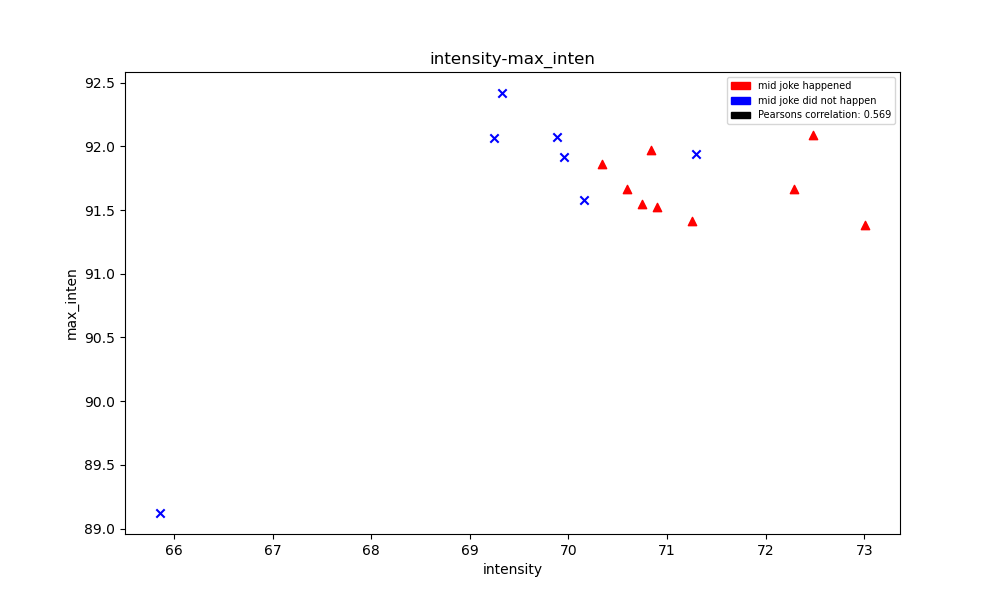 intensity-max_inten
mid joke happened
mid joke did not happen
Pearsons correlation: 0.569
max_inten
92.5
92.0
91.5
91.0
90.5
90.0
89.5
89.0
66 67 68 69 70 71 72 73
intensity